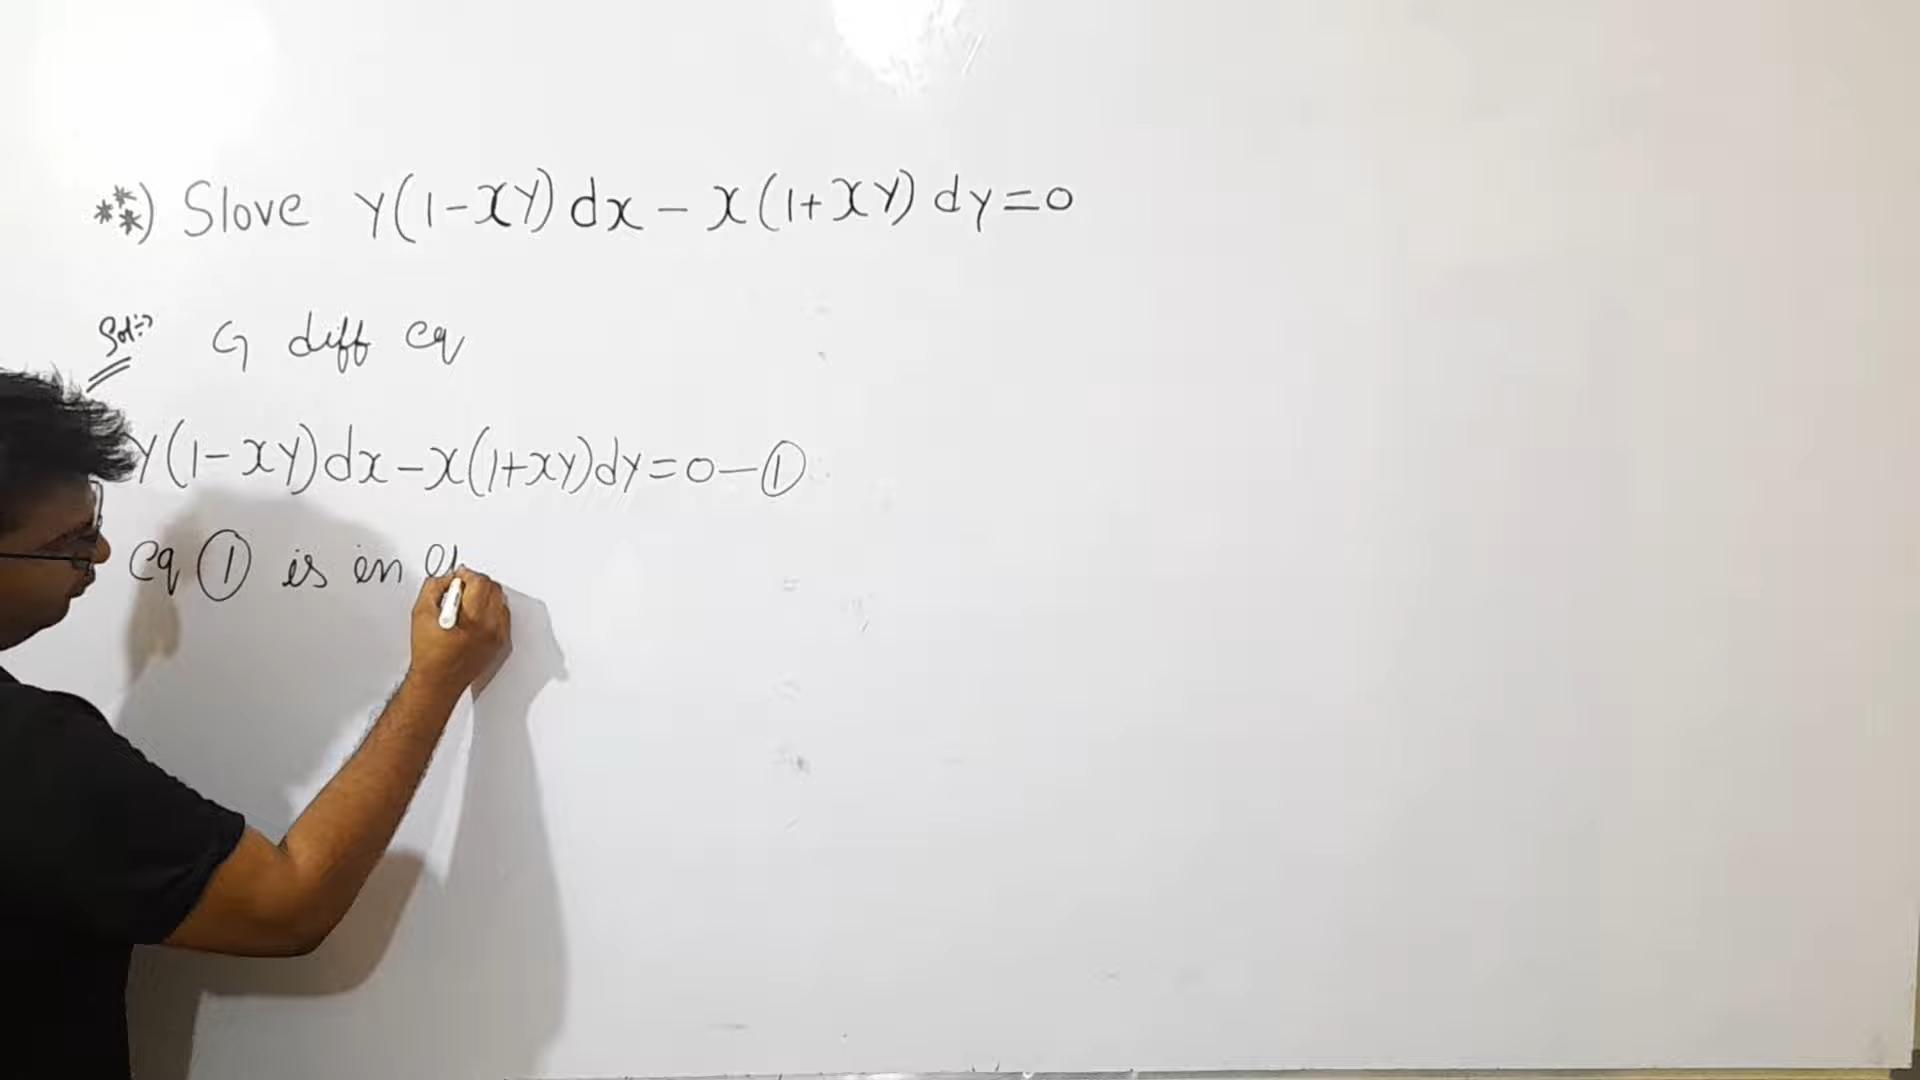 **) Slove y(1-xy)dx - x(1+xy)dy=0
Sol:-
G diff eq
y(1-xy)dx-x(1+xy)dy=0-①
eq ① is in